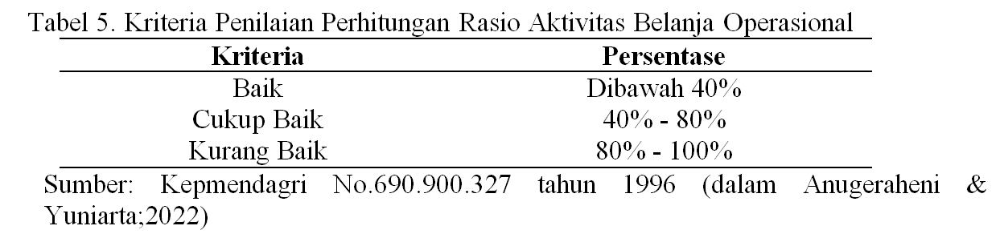 Tabel 5. Kriteria Penilaian Perhitungan Rasio Aktivitas Belanja Operasional
Kriteria Persentase
Baik Dibawah 40%
Cukup Baik 40% - 80%
Kurang Baik 80% - 100%
Sumber: Kepmendagri No.690.900.327 tahun 1996 (dalam Anugeraheni &
Yuniarta;2022)